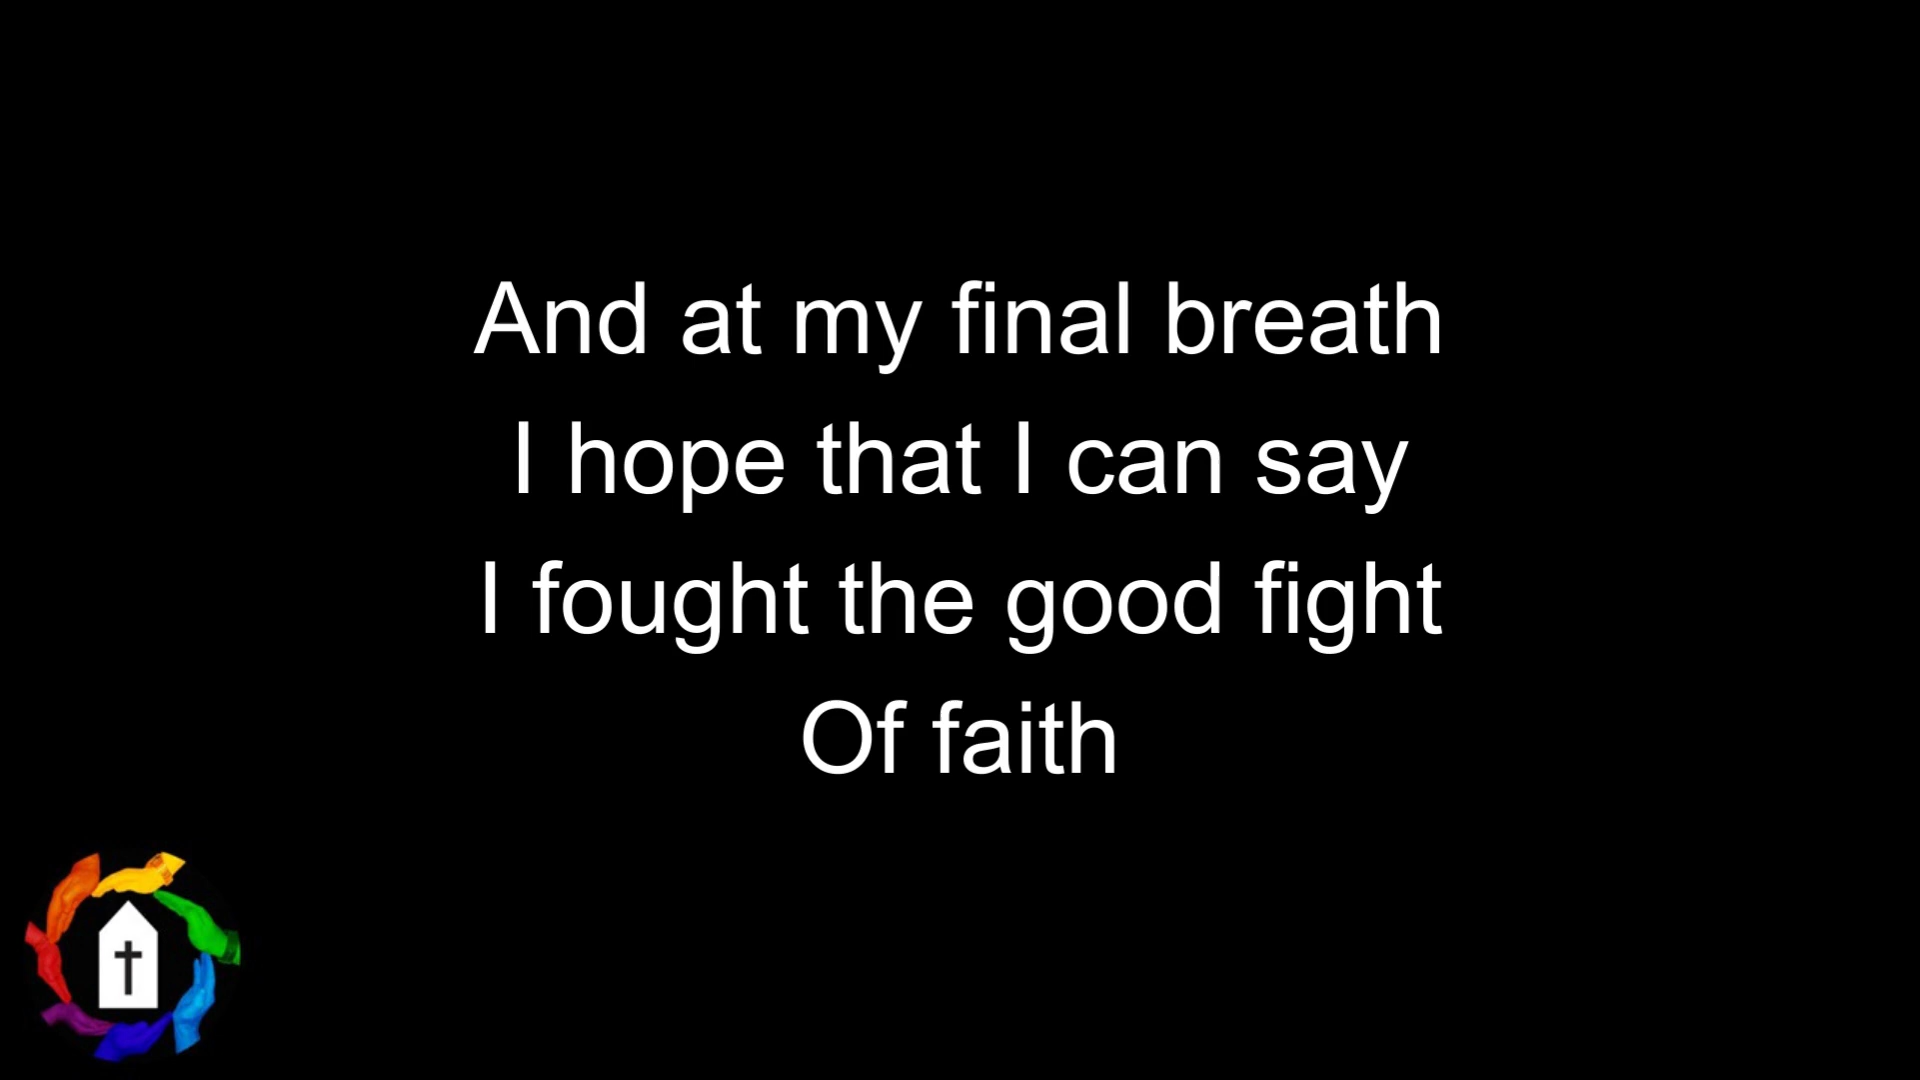 And at my final breath
I hope that I can say
I fought the good fight
Of faith